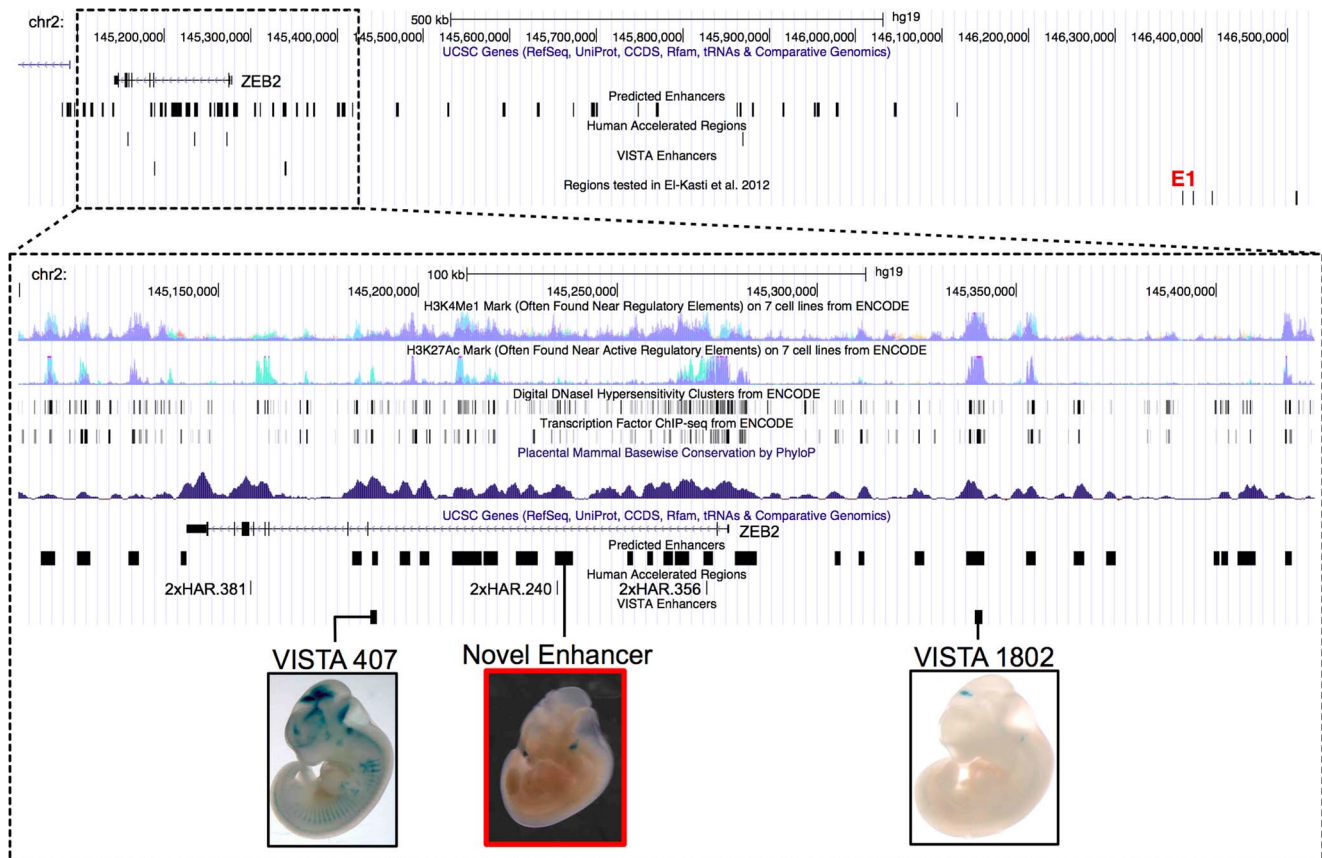 chr2: 500 kb hg19
145,200,000 145,300,000 145,400,000 145,500,000 145,600,000 145,700,000 145,800,000 145,900,000 146,000,000 146,100,000 146,200,000 146,300,000 146,400,000 146,500,000
UCSC Genes (RefSeq, UniProt, CCDS, Rfam, tRNAs & Comparative Genomics)
ZEB2
Predicted Enhancers
Human Accelerated Regions
VISTA Enhancers
Regions tested in El-Kasti et al. 2012
E1
chr2: 100 kb hg19
145,150,000 145,200,000 145,250,000 145,300,000 145,350,000 145,400,000
H3K4Me1 Mark (Often Found Near Regulatory Elements) on 7 cell lines from ENCODE
H3K27Ac Mark (Often Found Near Active Regulatory Elements) on 7 cell lines from ENCODE
Digital DNaseI Hypersensitivity Clusters from ENCODE
Transcription Factor ChIP-seq from ENCODE
Placental Mammal Basewise Conservation by PhyloP
UCSC Genes (RefSeq, UniProt, CCDS, Rfam, tRNAs & Comparative Genomics)
ZEB2
Predicted Enhancers
Human Accelerated Regions
2xHAR.381 2xHAR.240 2xHAR.356
VISTA Enhancers
VISTA 407 Novel Enhancer VISTA 1802